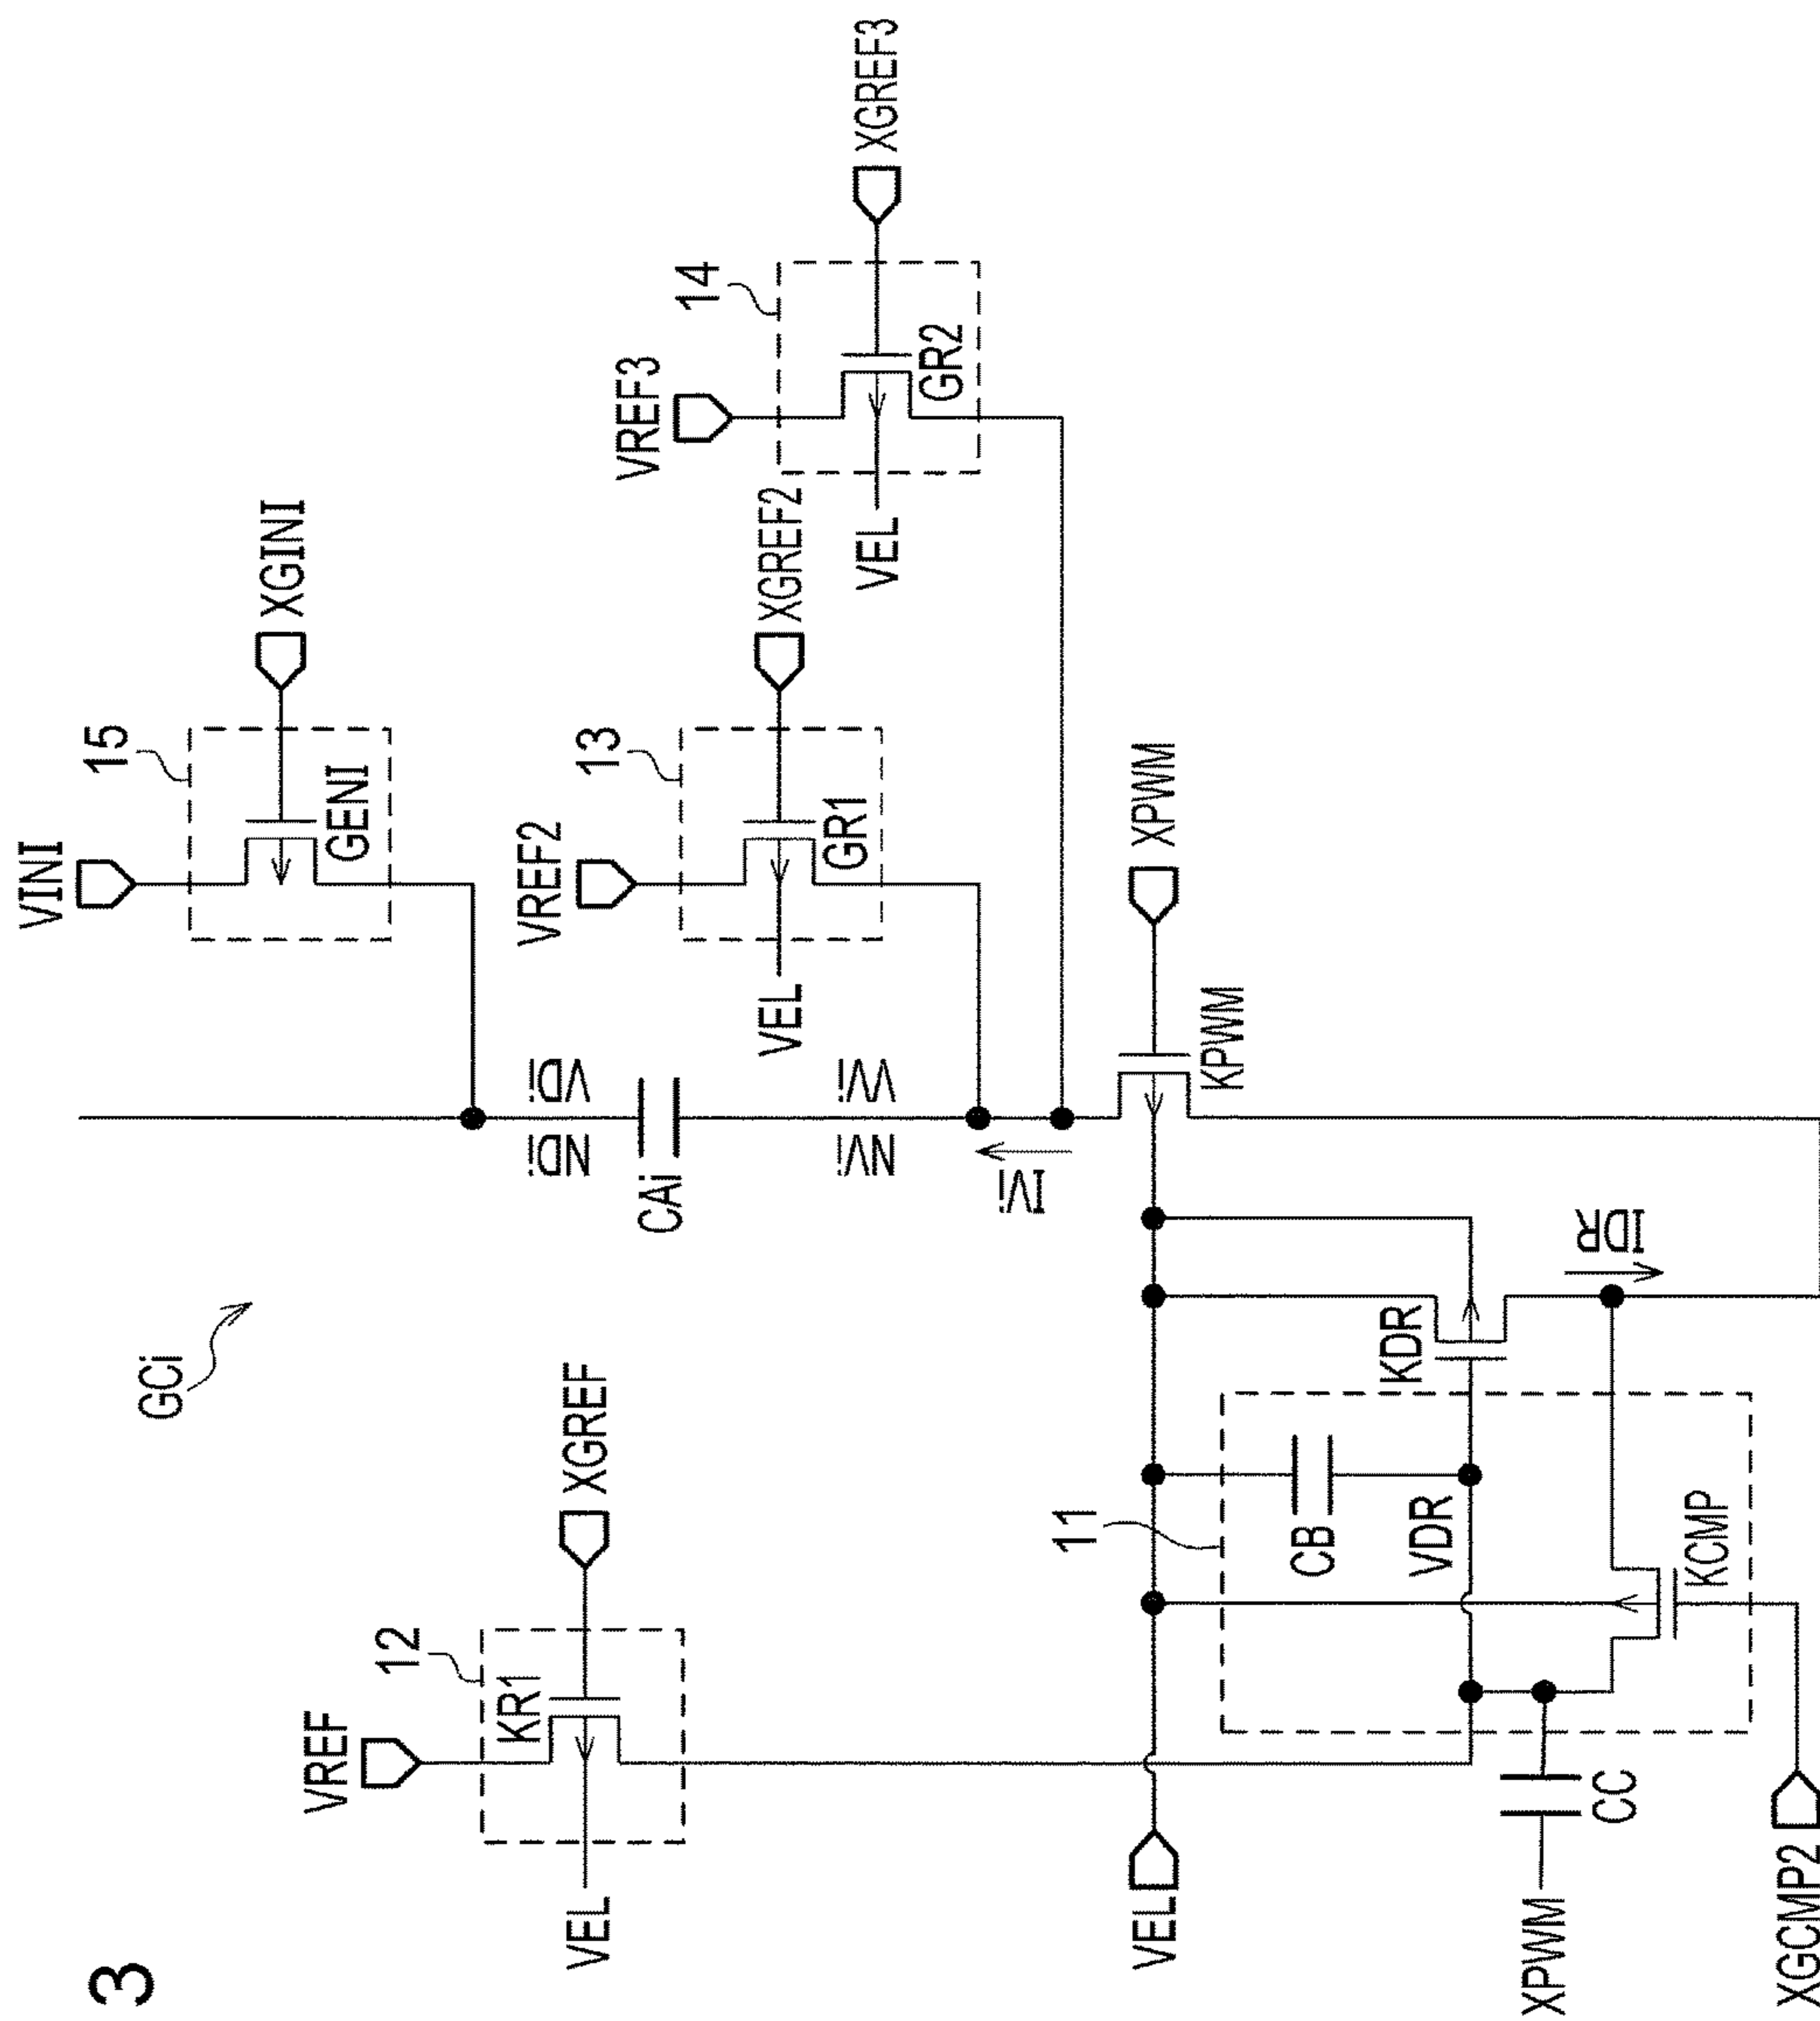 3
GCi
VINI
15
XGINI
GENI
VREF
12
XGREF
KR1
VEL
NDi
VDi
CAi
VREF2
13
XGREF2
GR1
VEL
VREF3
14
XGREF3
GR2
VEL
NVi
VVi
IVi
VEL
XPWM
KPWM
11
CB
VDR
KDR
IDR
XPWM
CC
KCMP
XGCMP2